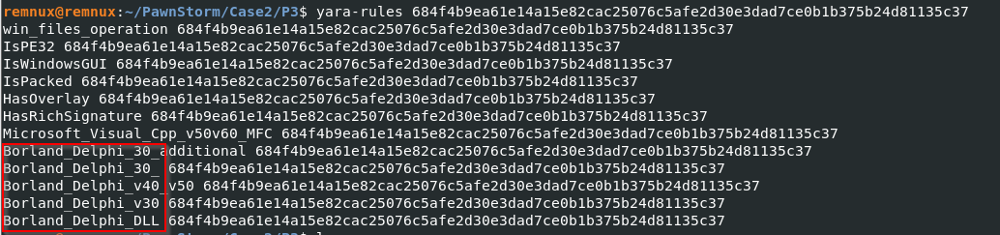 remnux@remnux:~/PawnStorm/Case2/P3$ yara-rules 684f4b9ea61e14a15e82cac25076c5afe2d30e3dad7ce0b1b375b24d81135c37
win_files_operation 684f4b9ea61e14a15e82cac25076c5afe2d30e3dad7ce0b1b375b24d81135c37
IsPE32 684f4b9ea61e14a15e82cac25076c5afe2d30e3dad7ce0b1b375b24d81135c37
IsWindowsGUI 684f4b9ea61e14a15e82cac25076c5afe2d30e3dad7ce0b1b375b24d81135c37
IsPacked 684f4b9ea61e14a15e82cac25076c5afe2d30e3dad7ce0b1b375b24d81135c37
HasOverlay 684f4b9ea61e14a15e82cac25076c5afe2d30e3dad7ce0b1b375b24d81135c37
HasRichSignature 684f4b9ea61e14a15e82cac25076c5afe2d30e3dad7ce0b1b375b24d81135c37
Microsoft_Visual_Cpp_v50v60_MFC 684f4b9ea61e14a15e82cac25076c5afe2d30e3dad7ce0b1b375b24d81135c37
Borland_Delphi_30_additional 684f4b9ea61e14a15e82cac25076c5afe2d30e3dad7ce0b1b375b24d81135c37
Borland_Delphi_30_ 684f4b9ea61e14a15e82cac25076c5afe2d30e3dad7ce0b1b375b24d81135c37
Borland_Delphi_v40_v50 684f4b9ea61e14a15e82cac25076c5afe2d30e3dad7ce0b1b375b24d81135c37
Borland_Delphi_v30 684f4b9ea61e14a15e82cac25076c5afe2d30e3dad7ce0b1b375b24d81135c37
Borland_Delphi_DLL 684f4b9ea61e14a15e82cac25076c5afe2d30e3dad7ce0b1b375b24d81135c37